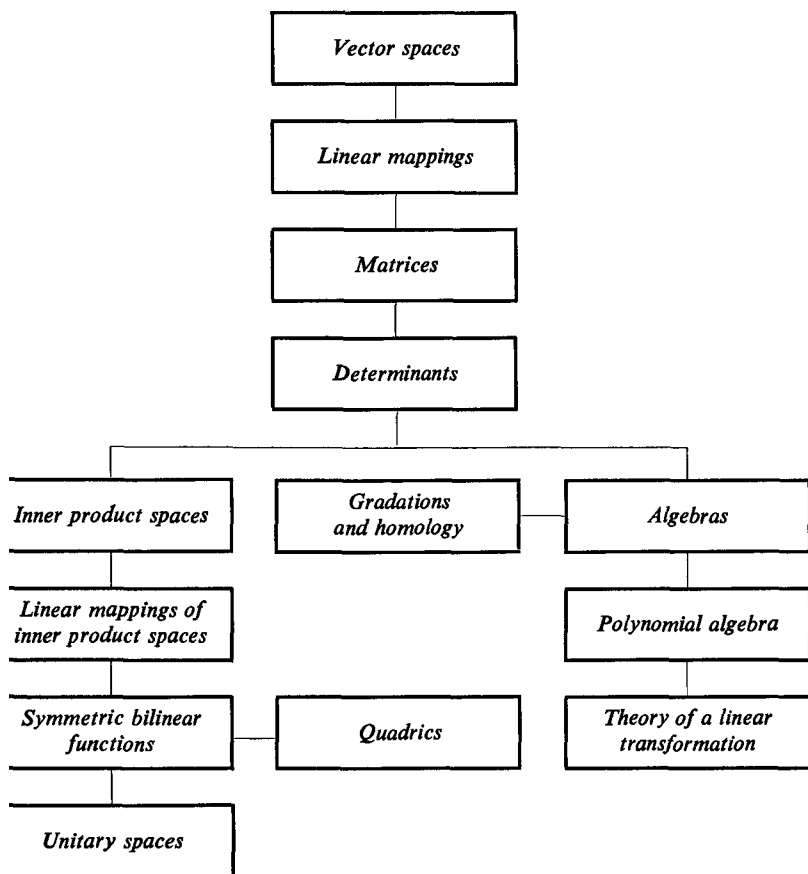 Vector spaces
Linear mappings
Matrices
Determinants
Inner product spaces
Gradations
and homology
Algebras
Linear mappings of
inner product spaces
Polynomial algebra
Symmetric bilinear
functions
Quadrics
Theory of a linear
transformation
Unitary spaces